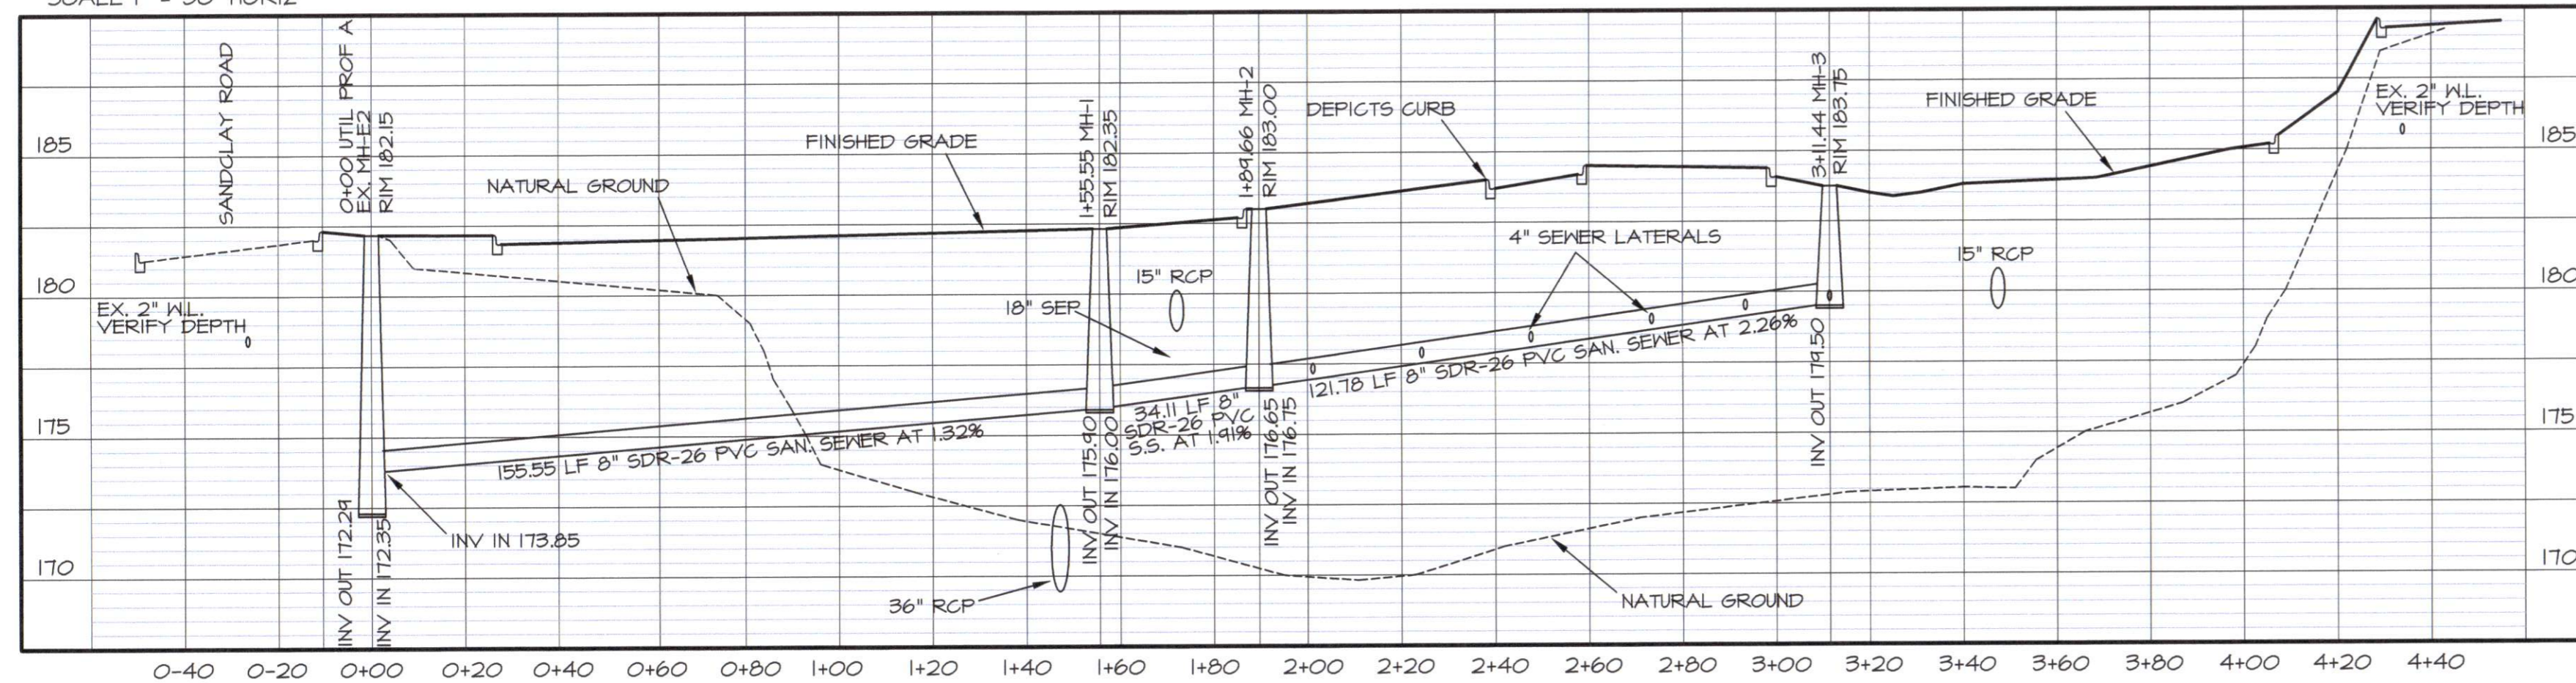 SANDCLAY ROAD
0+00 UTIL PROF A
EX. MH-E2
RIM 182.15
1+55.55 MH-1
RIM 182.35
1+89.66 MH-2
RIM 183.00
3+11.44 MH-3
RIM 183.75
FINISHED GRADE
DEPICTS CURB
FINISHED GRADE
EX. 2" W.L.
VERIFY DEPTH
NATURAL GROUND
185
185
4" SEWER LATERALS
15" RCP
15" RCP
18" SEP
180
180
EX. 2" W.L.
VERIFY DEPTH
175
175
155.55 LF 8" SDR-26 PVC SAN. SEWER AT 1.32%
34.11 LF 8"
SDR-26 PVC
S.S. AT 1.91%
121.78 LF 8" SDR-26 PVC SAN. SEWER AT 2.26%
INV OUT 172.29
INV IN 172.35
INV IN 173.85
INV OUT 175.90
INV IN 176.00
INV OUT 176.65
INV IN 176.75
INV OUT 179.50
170
170
36" RCP
NATURAL GROUND
0-40 0-20 0+00 0+20 0+40 0+60 0+80 1+00 1+20 1+40 1+60 1+80 2+00 2+20 2+40 2+60 2+80 3+00 3+20 3+40 3+60 3+80 4+00 4+20 4+40